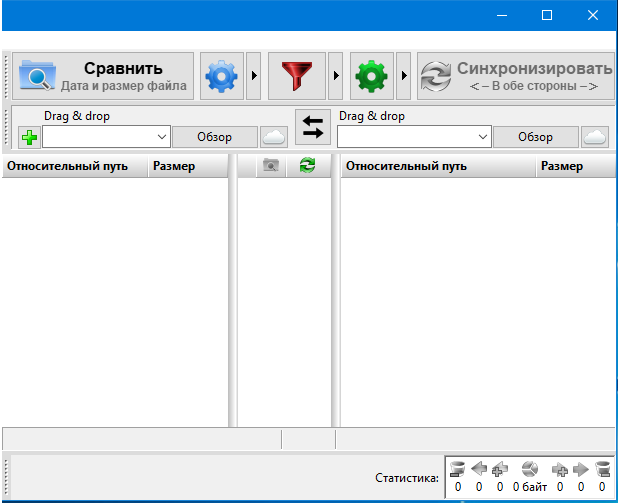 Сравнить
Дата и размер файла
Синхронизировать
<– В обе стороны –>
Drag & drop
Обзор
Drag & drop
Обзор
Относительный путь Размер
Относительный путь Размер
Статистика:
0 0 0 0 байт 0 0 0